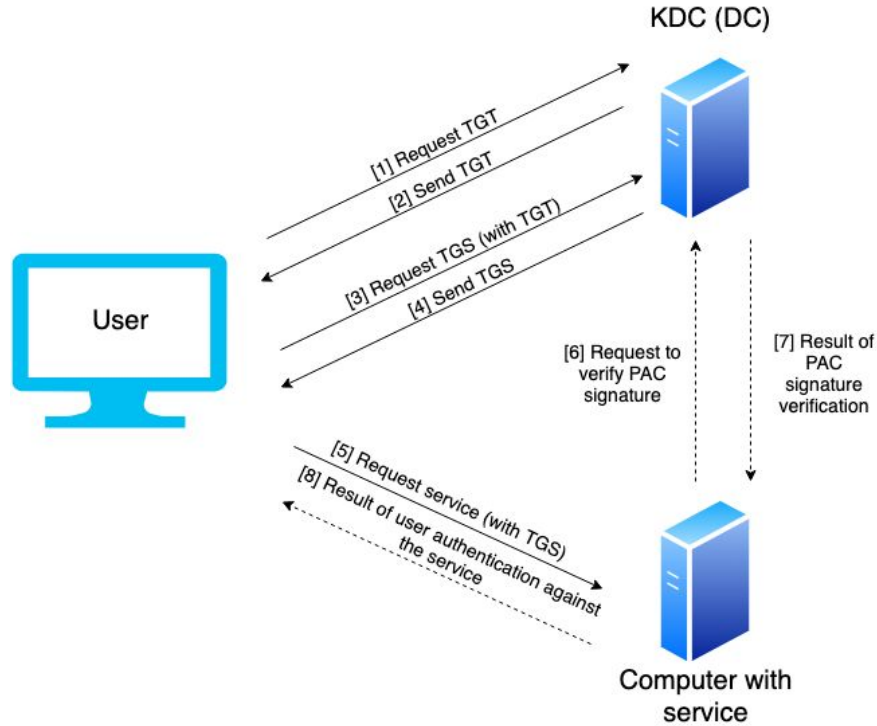 KDC (DC)
[1] Request TGT
[2] Send TGT
[3] Request TGS (with TGT)
[4] Send TGS
User
[6] Request to
verify PAC
signature
[7] Result of
PAC
signature
verification
[5] Request service (with TGS)
[8] Result of user authentication against
the service
Computer with
service